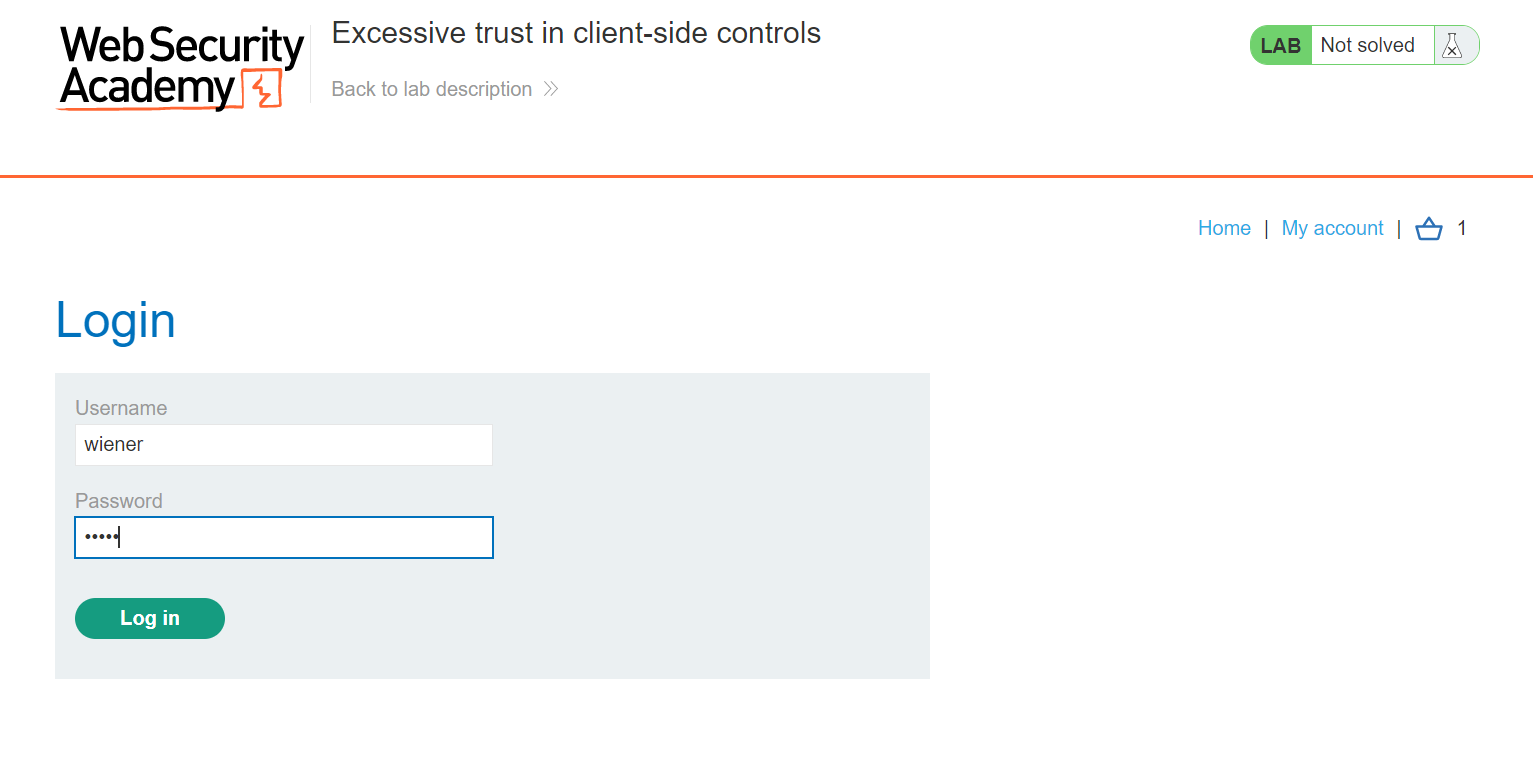 Web Security
Academy
Excessive trust in client-side controls
Back to lab description
LAB Not solved
Home | My account | 1
Login
Username
wiener
Password
•••••
Log in